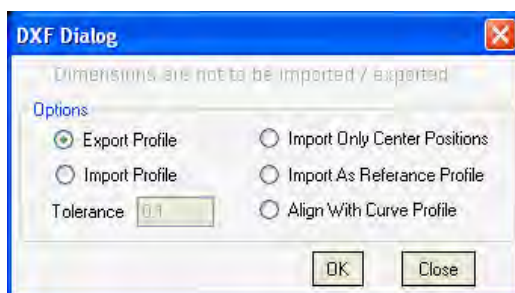 DXF Dialog
Dimensions are not to be imported / exported
Options
Export Profile
Import Only Center Positions
Import Profile
Import As Referance Profile
Tolerance 0.1
Align With Curve Profile
OK
Close